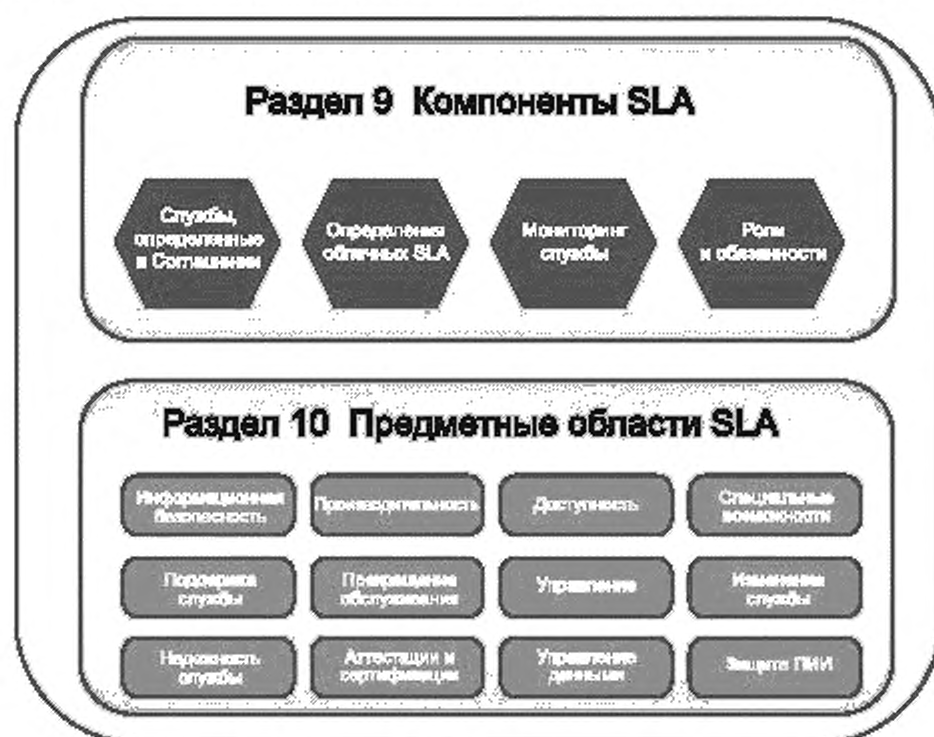 Раздел 9 Компоненты SLA
Службы,
определенные
в Соглашении
Определения
облачных SLA
Мониторинг
службы
Роли
и обязанности
Раздел 10 Предметные области SLA
Информационная
безопасность
Производительность
Доступность
Специальные
возможности
Поддержка
службы
Прекращение
обслуживания
Управление
Изменения
службы
Надежность
службы
Аттестации и
сертификации
Управление
данными
Защита ПИИ